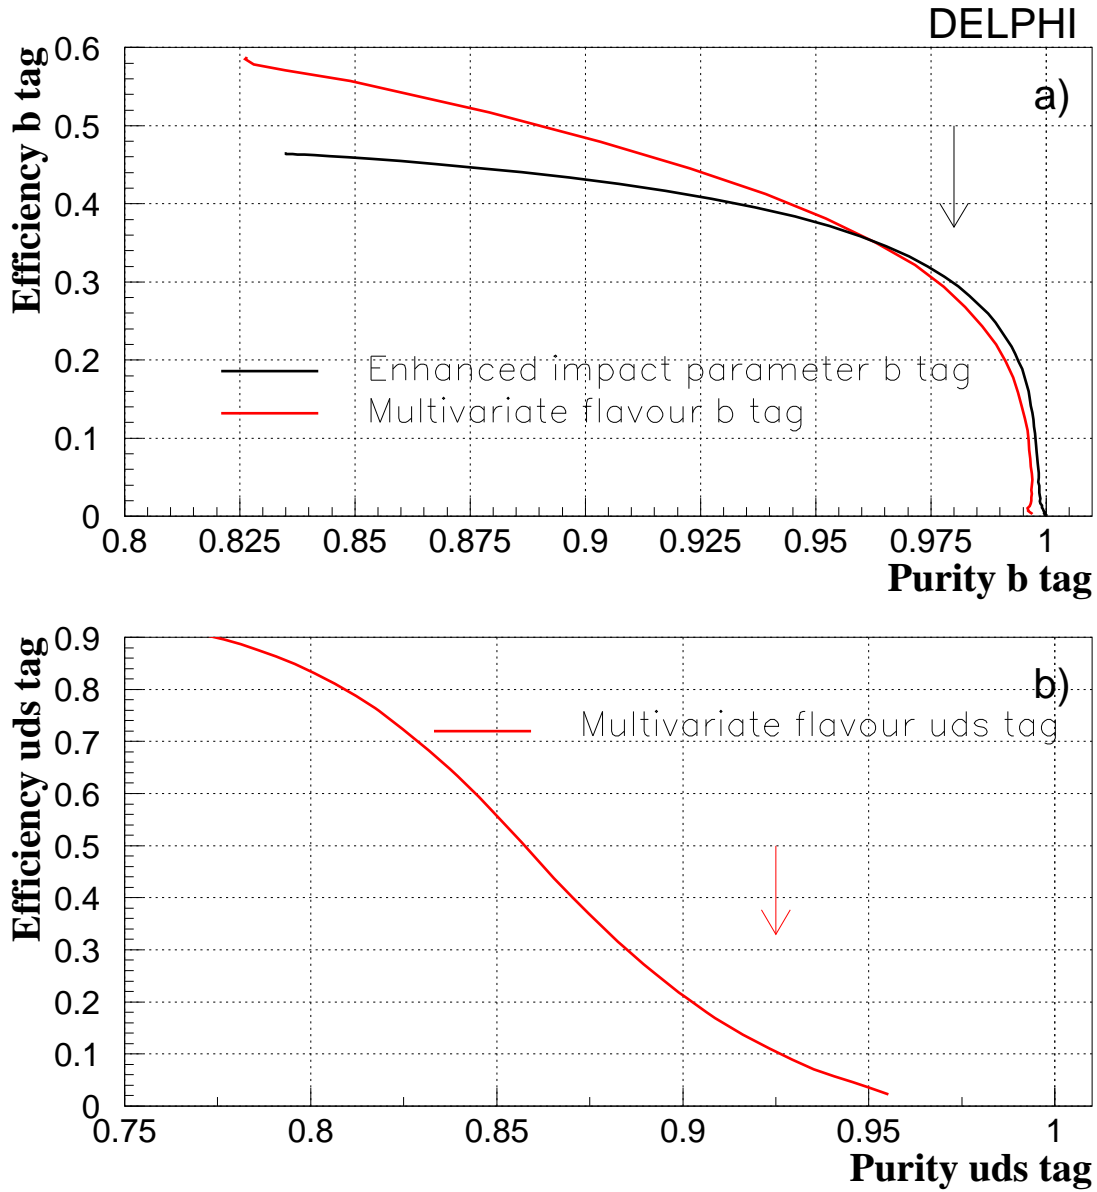 DELPHI
a)
Efficiency b tag
0.6
0.5
0.4
0.3
0.2
0.1
0
Enhanced impact parameter b tag
Multivariate flavour b tag
0.8 0.825 0.85 0.875 0.9 0.925 0.95 0.975 1
Purity b tag
b)
Efficiency uds tag
0.9
0.8
0.7
0.6
0.5
0.4
0.3
0.2
0.1
0
Multivariate flavour uds tag
0.75 0.8 0.85 0.9 0.95 1
Purity uds tag